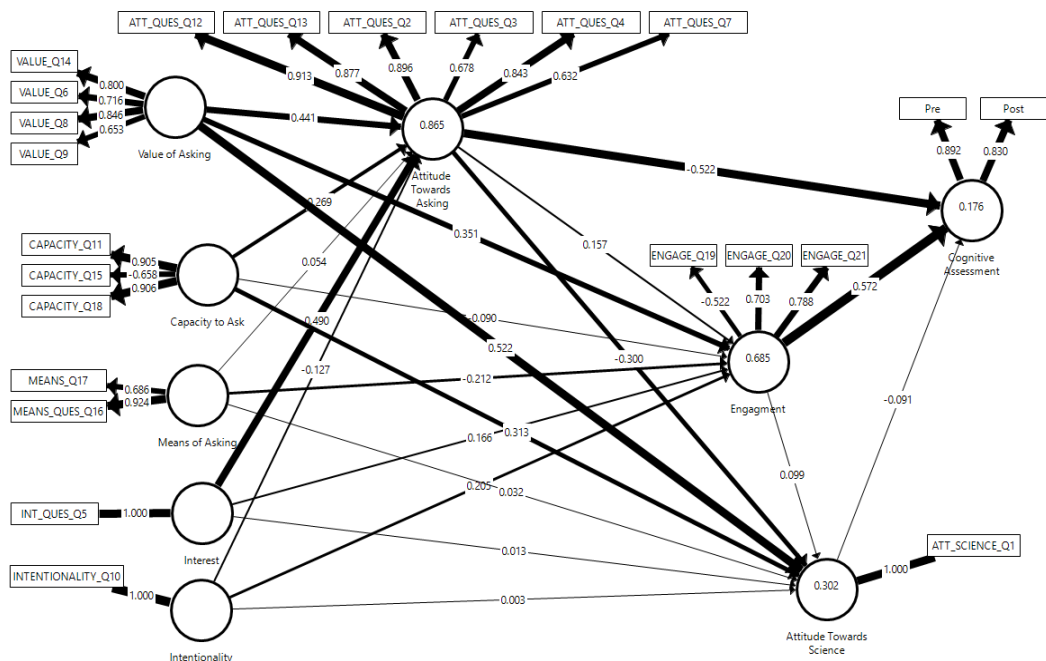 ATT_QUES_Q12
ATT_QUES_Q13
ATT_QUES_Q2
ATT_QUES_Q3
ATT_QUES_Q4
ATT_QUES_Q7
0.913
0.877
0.896
0.678
0.843
0.632
VALUE_Q14
VALUE_Q6
VALUE_Q8
VALUE_Q9
0.800
0.716
0.846
0.653
Value of Asking
0.441
0.865
Attitude
Towards
Asking
Pre
Post
0.892
0.830
-0.522
0.176
Cognitive
Assessment
0.269
0.351
0.157
CAPACITY_Q11
CAPACITY_Q15
CAPACITY_Q18
0.905
-0.658
0.906
Capacity to Ask
0.054
ENGAGE_Q19
ENGAGE_Q20
ENGAGE_Q21
-0.522
0.703
0.788
0.572
0.490
-0.090
0.522
-0.300
0.685
Engagment
-0.127
-0.212
MEANS_Q17
MEANS_QUES_Q16
0.686
0.924
Means of Asking
-0.091
0.166
0.313
0.099
0.205
0.032
INT_QUES_Q5
1.000
Interest
0.013
ATT_SCIENCE_Q1
1.000
INTENTIONALITY_Q10
1.000
Intentionality
0.003
0.302
Attitude Towards
Science